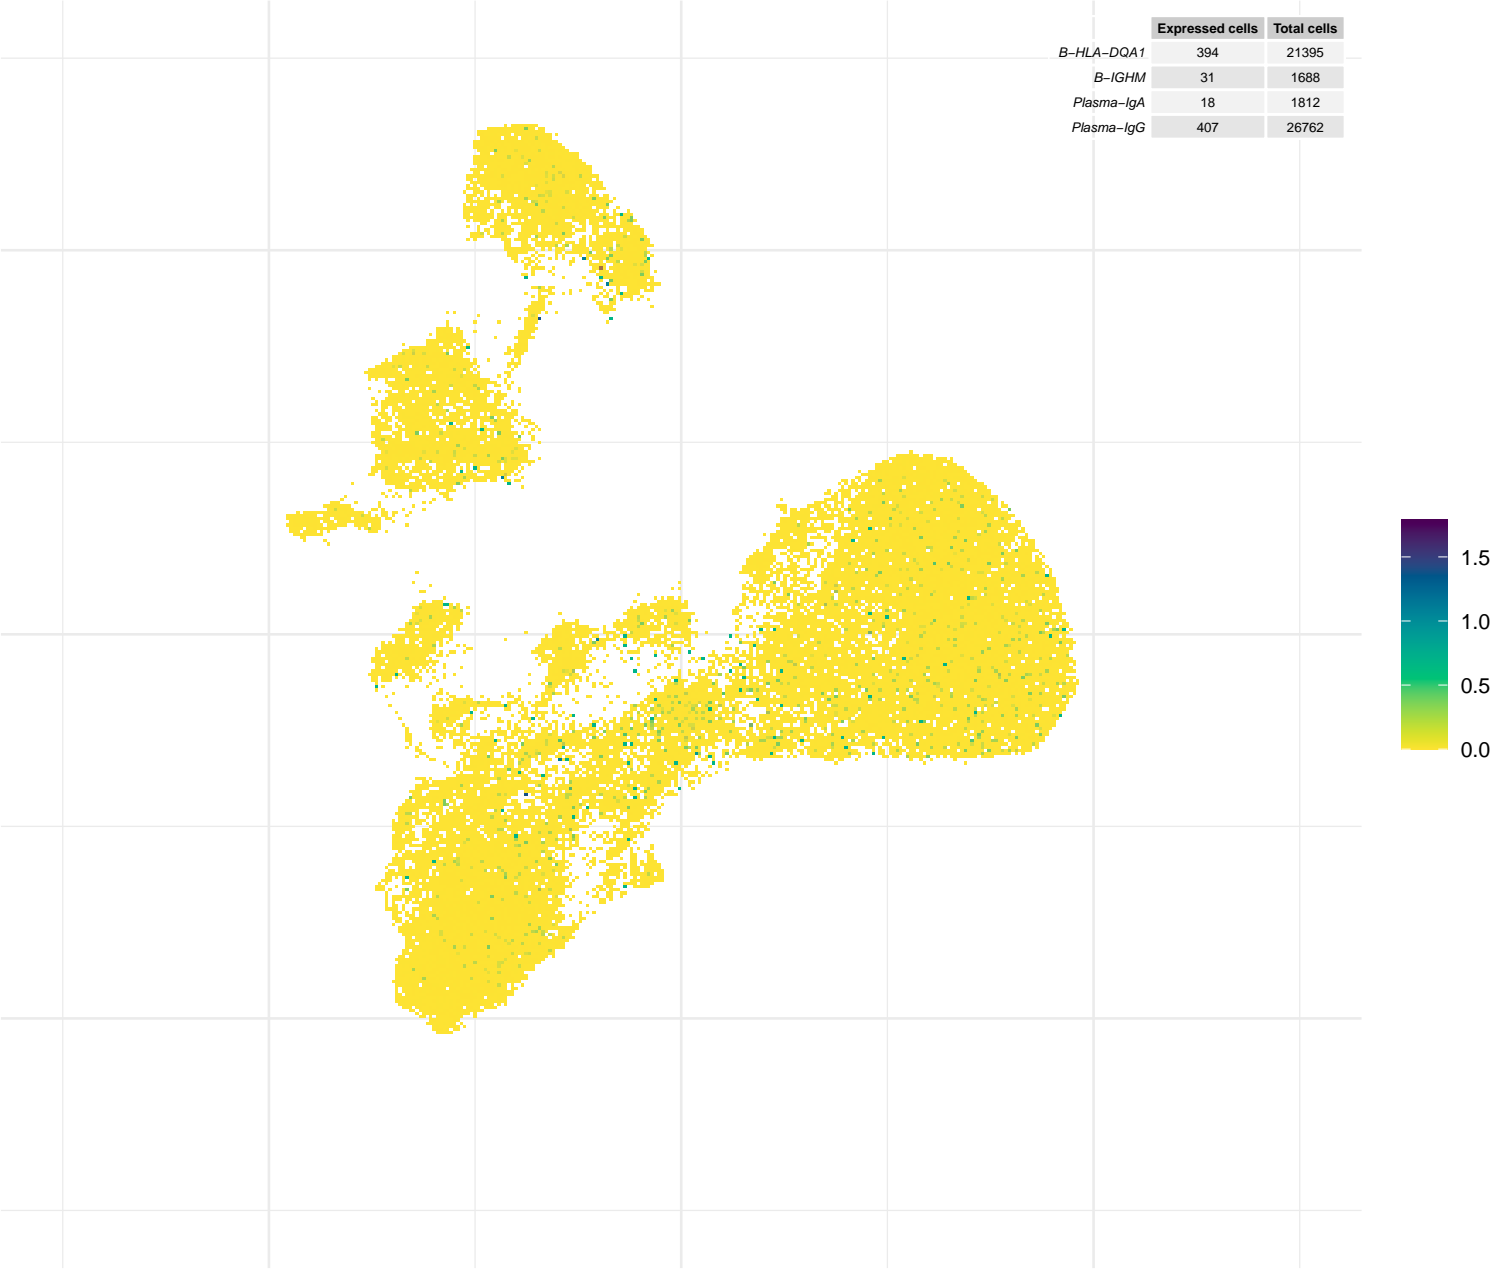 Expressed cells Total cells
B−HLA−DQA1 394 21395
B−IGHM 31 1688
Plasma−IgA 18 1812
Plasma−IgG 407 26762
1.5
1.0
0.5
0.0